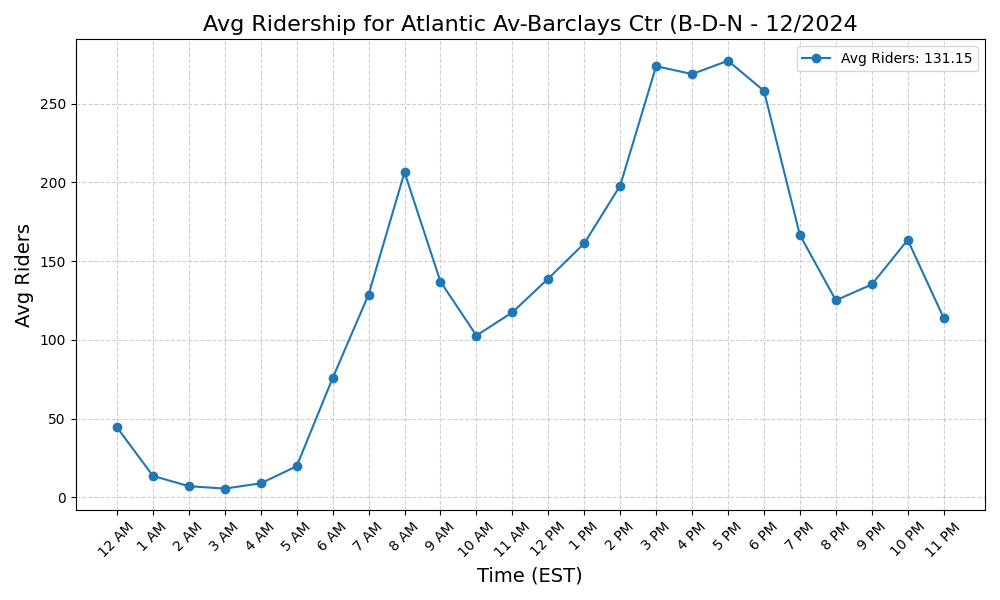 Avg Ridership for Atlantic Av-Barclays Ctr (B-D-N - 12/2024
Avg Riders: 131.15
Avg Riders
250
200
150
100
50
0
12 AM
1 AM
2 AM
3 AM
4 AM
5 AM
6 AM
7 AM
8 AM
9 AM
10 AM
11 AM
12 PM
1 PM
2 PM
3 PM
4 PM
5 PM
6 PM
7 PM
8 PM
9 PM
10 PM
11 PM
Time (EST)